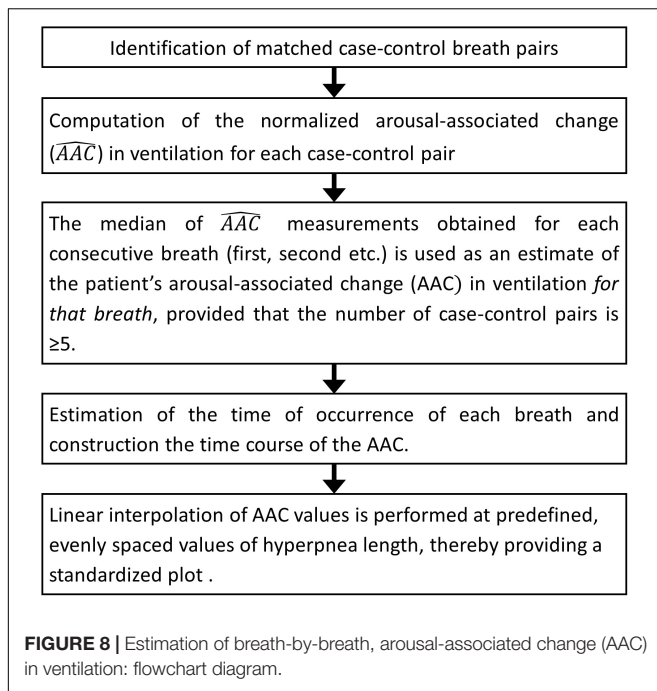 Identification of matched case-control breath pairs
Computation of the normalized arousal-associated change
(\widehat{AAC}) in ventilation for each case-control pair
The median of \widehat{AAC} measurements obtained for each
consecutive breath (first, second etc.) is used as an estimate
of the patient's arousal-associated change (AAC) in ventilation for
that breath, provided that the number of case-control pairs is
≥5.
Estimation of the time of occurrence of each breath and
construction the time course of the AAC.
Linear interpolation of AAC values is performed at predefined,
evenly spaced values of hyperpnea length, thereby providing a
standardized plot .
FIGURE 8 | Estimation of breath-by-breath, arousal-associated change (AAC)
in ventilation: flowchart diagram.